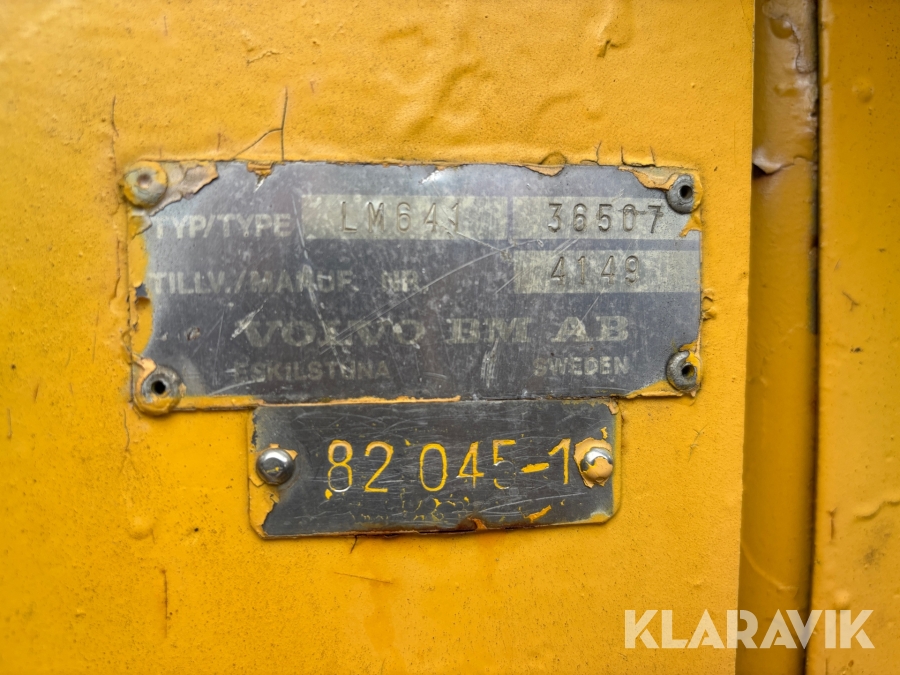 TYP/TYPE LM641 36507
TILLV./MANUF. NR 4149
VOLVO BM AB
ESKILSTUNA SWEDEN
82 045-1
KLARAVIK